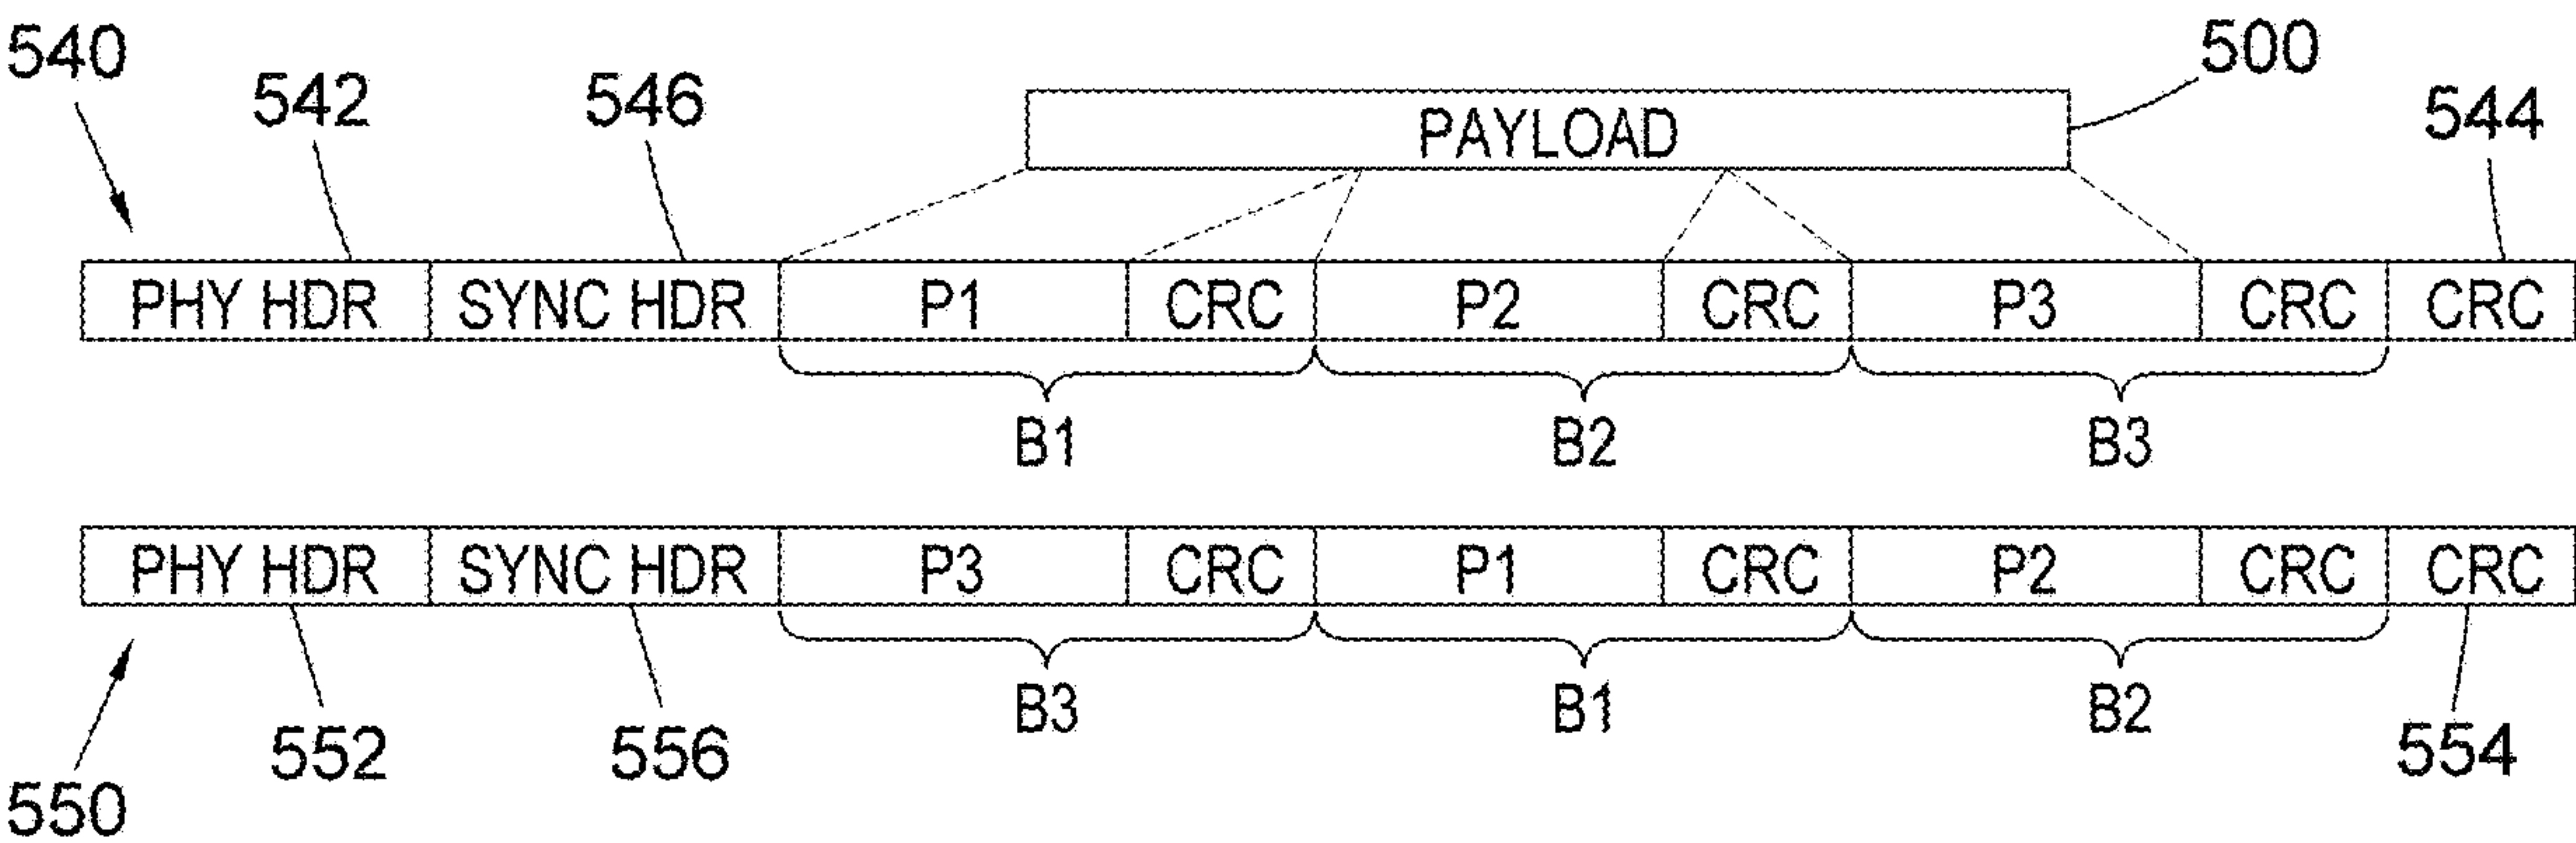 540 542 546 500 544
PAYLOAD
PHY HDR SYNC HDR P1 CRC P2 CRC P3 CRC CRC
B1 B2 B3
PHY HDR SYNC HDR P3 CRC P1 CRC P2 CRC CRC
B3 B1 B2
550 552 556 554